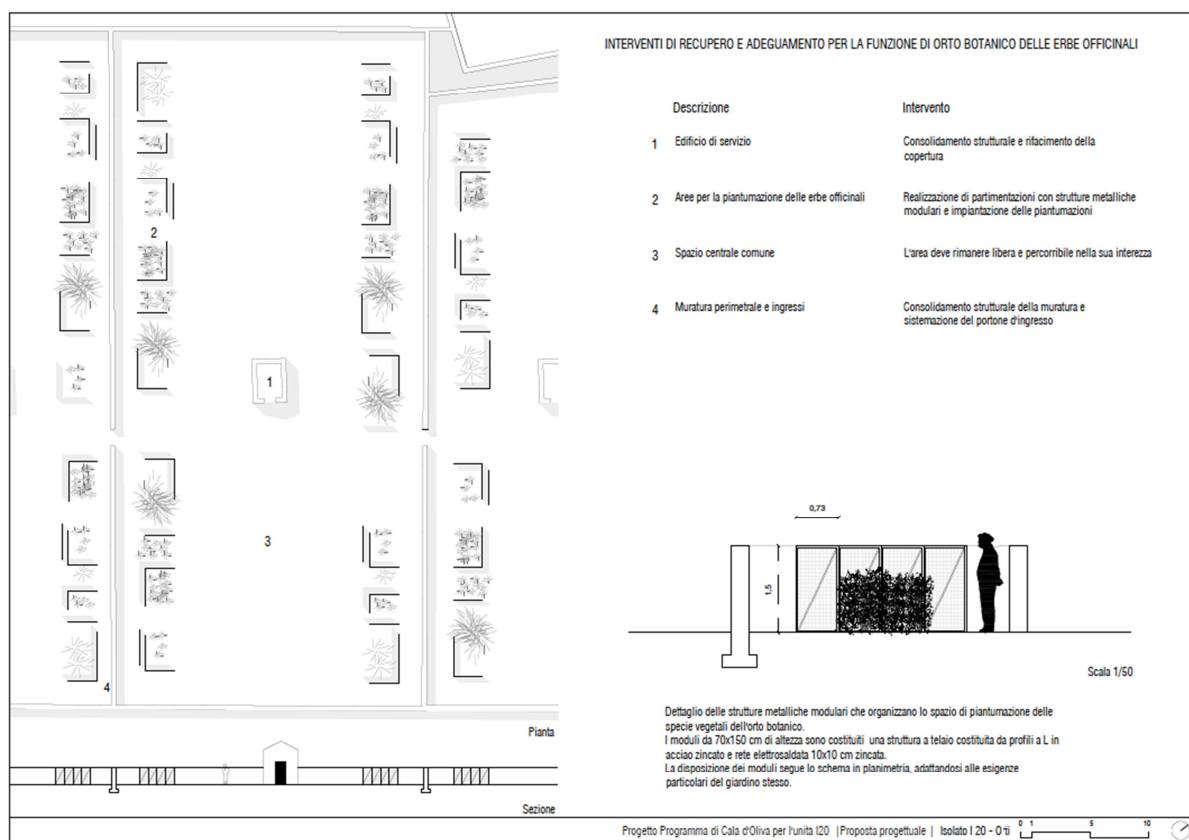 INTERVENTI DI RECUPERO E ADEGUAMENTO PER LA FUNZIONE DI ORTO BOTANICO DELLE ERBE OFFICINALI
Descrizione
Intervento
1
Edificio di servizio
Consolidamento strutturale e rifacimento della
copertura
2
Aree per la piantumazione delle erbe officinali
Realizzazione di partimentazioni con strutture metalliche
modulari e impiantazione delle piantumazioni
3
Spazio centrale comune
L'area deve rimanere libera e percorribile nella sua interezza
4
Muratura perimetrale e ingressi
Consolidamento strutturale della muratura e
sistemazione del portone d'ingresso
2
1
3
4
Pianta
Sezione
0,73
1,5
Scala 1/50
Dettaglio delle strutture metalliche modulari che organizzano lo spazio di piantumazione delle
specie vegetali dell'orto botanico.
I moduli da 70x150 cm di altezza sono costituiti una struttura a telaio costituita da profili a L in
acciao zincato e rete elettrosaldata 10x10 cm zincata.
La disposizione dei moduli segue lo schema in planimetria, adattandosi alle esigenze
particolari del giardino stesso.
Progetto Programma di Cala d'Oliva per l'unita I20 | Proposta progettuale | Isolato I 20 -
0 1 5 10